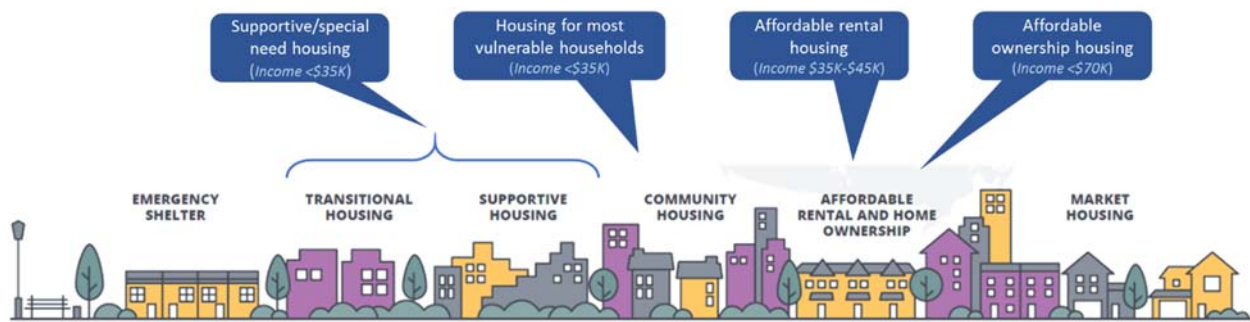 Supportive/special
need housing
(Income <$35K)
Housing for most
vulnerable households
(Income <$35K)
Affordable rental
housing
(Income $35K-$45K)
Affordable
ownership housing
(Income <$70K)
EMERGENCY
SHELTER
TRANSITIONAL
HOUSING
SUPPORTIVE
HOUSING
COMMUNITY
HOUSING
AFFORDABLE
RENTAL AND HOME
OWNERSHIP
MARKET
HOUSING